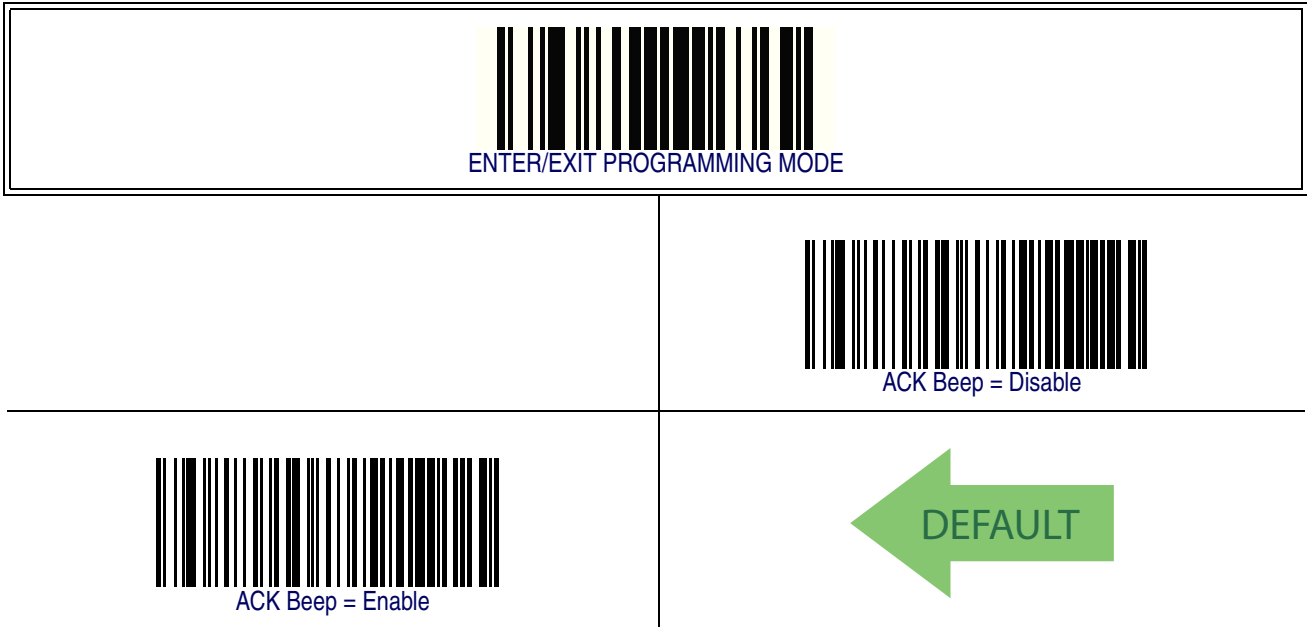 ENTER/EXIT PROGRAMMING MODE
ACK Beep = Disable
ACK Beep = Enable
DEFAULT